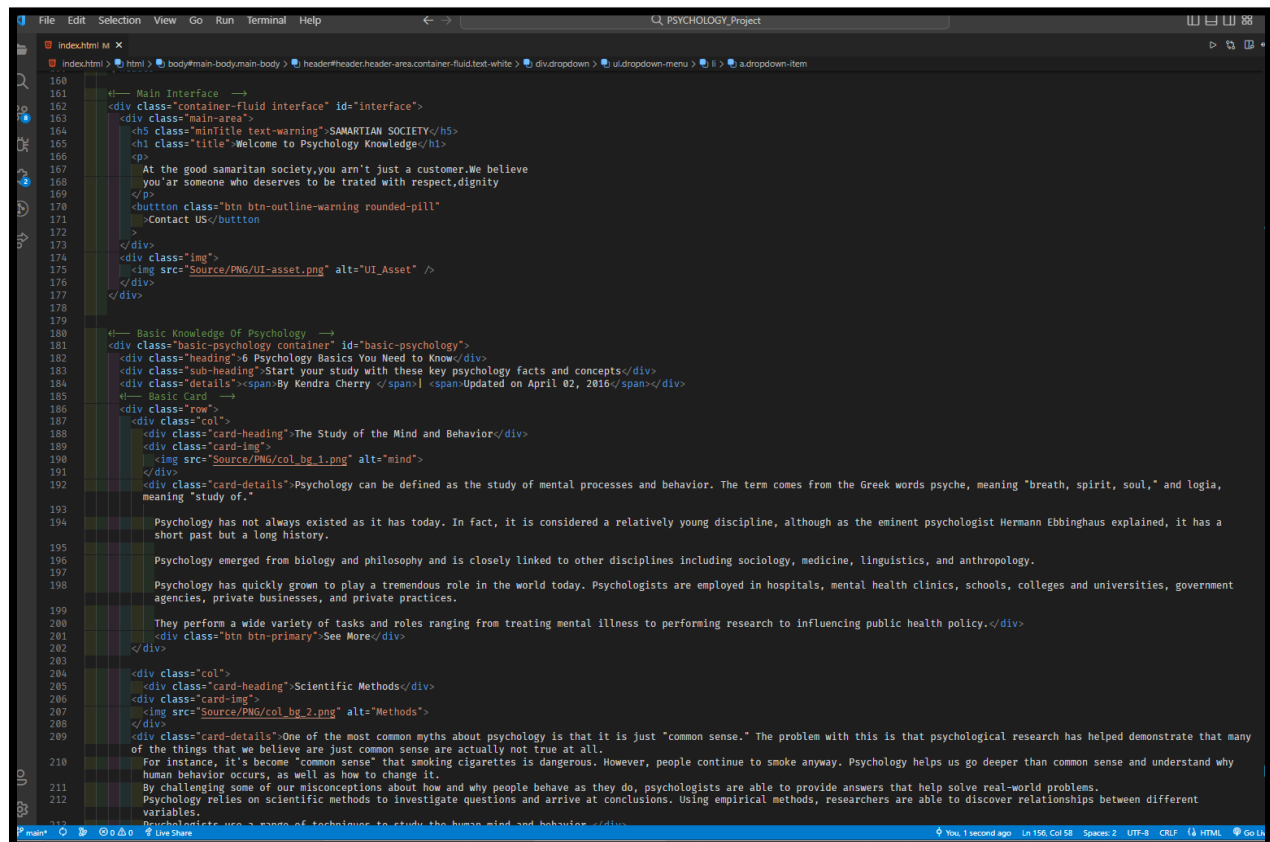 File Edit Selection View Go Run Terminal Help PSYCHOLOGY_Project
index.html M
index.html > html > body#main-body.main-body > header#header.header-area.container-fluid.text-white > div.dropdown > ul.dropdown-menu > li > a.dropdown-item
160
161 <!-- Main Interface -->
162 <div class="container-fluid interface" id="interface">
163 <div class="main-area">
164 <h5 class="minTitle text-warning">SAMARTIAN SOCIETY</h5>
165 <h1 class="title">Welcome to Psychology Knowledge</h1>
166 <p>
167 At the good samaritan society,you arn't just a customer.We believe
168 you'ar someone who deserves to be trated with respect,dignity
169 </p>
170 <buttton class="btn btn-outline-warning rounded-pill"
171 >Contact US</buttton
172 >
173 </div>
174 <div class="img">
175 <img src="Source/PNG/UI-asset.png" alt="UI_Asset" />
176 </div>
177 </div>
178
179
180 <!-- Basic Knowledge Of Psychology -->
181 <div class="basic-psychology container" id="basic-psychology">
182 <div class="heading">6 Psychology Basics You Need to Know</div>
183 <div class="sub-heading">Start your study with these key psychology facts and concepts</div>
184 <div class="details"><span>By Kendra Cherry </span>| <span>Updated on April 02, 2016</span></div>
185 <!-- Basic Card -->
186 <div class="row">
187 <div class="col">
188 <div class="card-heading">The Study of the Mind and Behavior</div>
189 <div class="card-img">
190 <img src="Source/PNG/col_bg_1.png" alt="mind">
191 </div>
192 <div class="card-details">Psychology can be defined as the study of mental processes and behavior. The term comes from the Greek words psyche, meaning "breath, spirit, soul," and logia,
meaning "study of."
193
194 Psychology has not always existed as it has today. In fact, it is considered a relatively young discipline, although as the eminent psychologist Hermann Ebbinghaus explained, it has a
short past but a long history.
195
196 Psychology emerged from biology and philosophy and is closely linked to other disciplines including sociology, medicine, linguistics, and anthropology.
197
198 Psychology has quickly grown to play a tremendous role in the world today. Psychologists are employed in hospitals, mental health clinics, schools, colleges and universities, government
agencies, private businesses, and private practices.
199
200 They perform a wide variety of tasks and roles ranging from treating mental illness to performing research to influencing public health policy.</div>
201 <div class="btn btn-primary">See More</div>
202 </div>
203
204 <div class="col">
205 <div class="card-heading">Scientific Methods</div>
206 <div class="card-img">
207 <img src="Source/PNG/col_bg_2.png" alt="Methods">
208 </div>
209 <div class="card-details">One of the most common myths about psychology is that it is just "common sense." The problem with this is that psychological research has helped demonstrate that many
of the things that we believe are just common sense are actually not true at all.
210 For instance, it's become "common sense" that smoking cigarettes is dangerous. However, people continue to smoke anyway. Psychology helps us go deeper than common sense and understand why
human behavior occurs, as well as how to change it.
211 By challenging some of our misconceptions about how and why people behave as they do, psychologists are able to provide answers that help solve real-world problems.
212 Psychology relies on scientific methods to investigate questions and arrive at conclusions. Using empirical methods, researchers are able to discover relationships between different
variables.
213 Psychologists use a range of techniques to study the human mind and behavior </div>
8
2
main* 0 0 Live Share You, 1 second ago Ln 156, Col 58 Spaces: 2 UTF-8 CRLF HTML Go Li